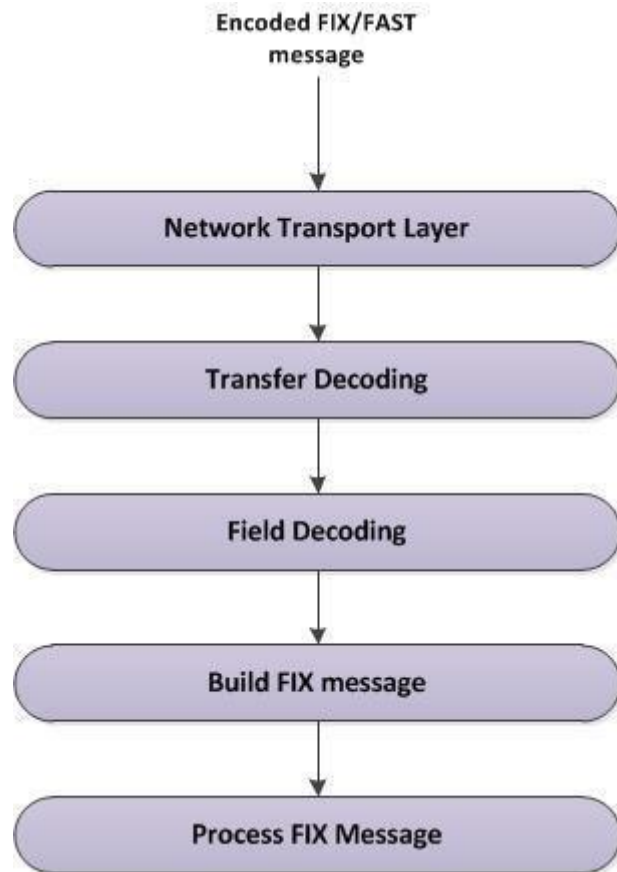 Encoded FIX/FAST
message
Network Transport Layer
Transfer Decoding
Field Decoding
Build FIX message
Process FIX Message